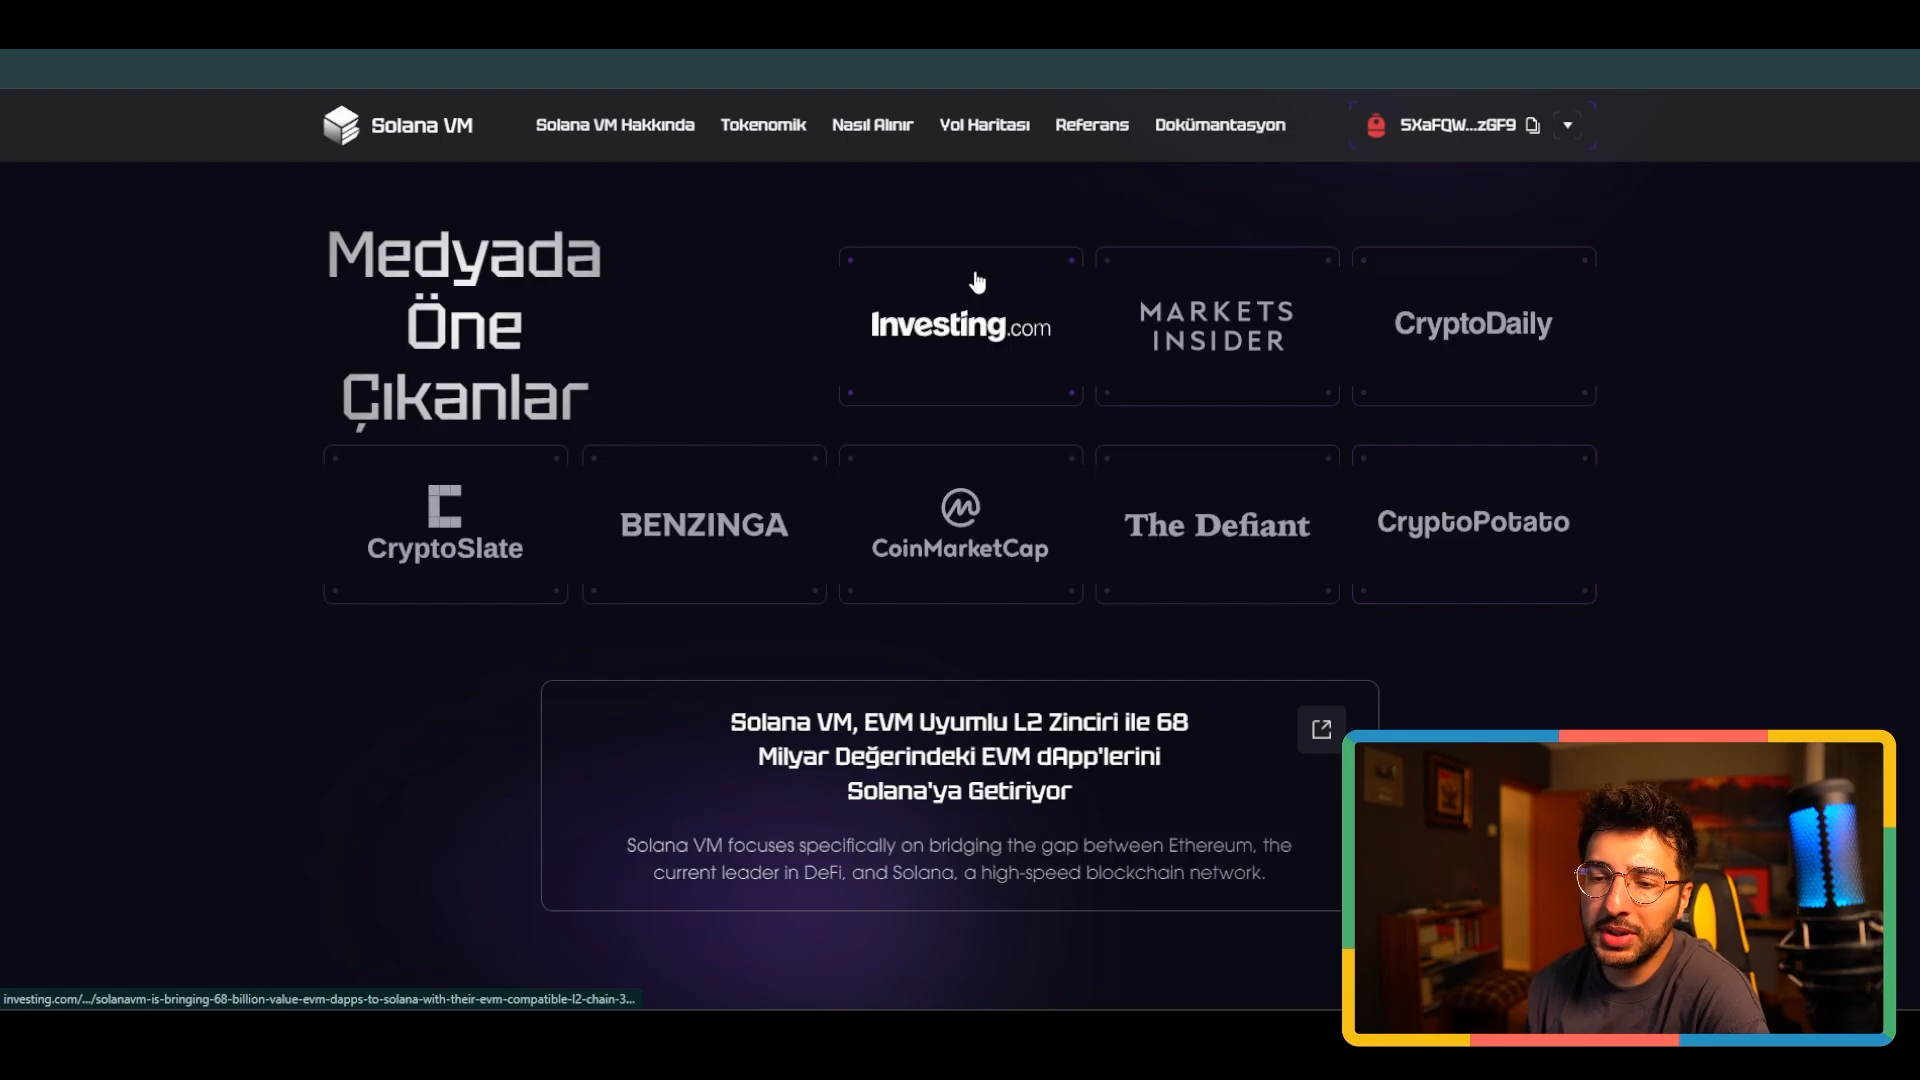 Solana VM
Solana VM Hakkında
Tokenomik
Nasıl Alınır
Yol Haritası
Referans
Dokümantasyon
5XaFQW...zGF9
Medyada
Öne
Çıkanlar
Investing.com
MARKETS
INSIDER
CryptoDaily
CryptoSlate
BENZINGA
CoinMarketCap
The Defiant
CryptoPotato
Solana VM, EVM Uyumlu L2 Zinciri ile 68
Milyar Değerindeki EVM dApp'lerini
Solana'ya Getiriyor
Solana VM focuses specifically on bridging the gap between Ethereum, the
current leader in DeFi, and Solana, a high-speed blockchain network.
investing.com/.../solanavm-is-bringing-68-billion-value-evm-dapps-to-solana-with-their-evm-compatible-l2-chain-3...